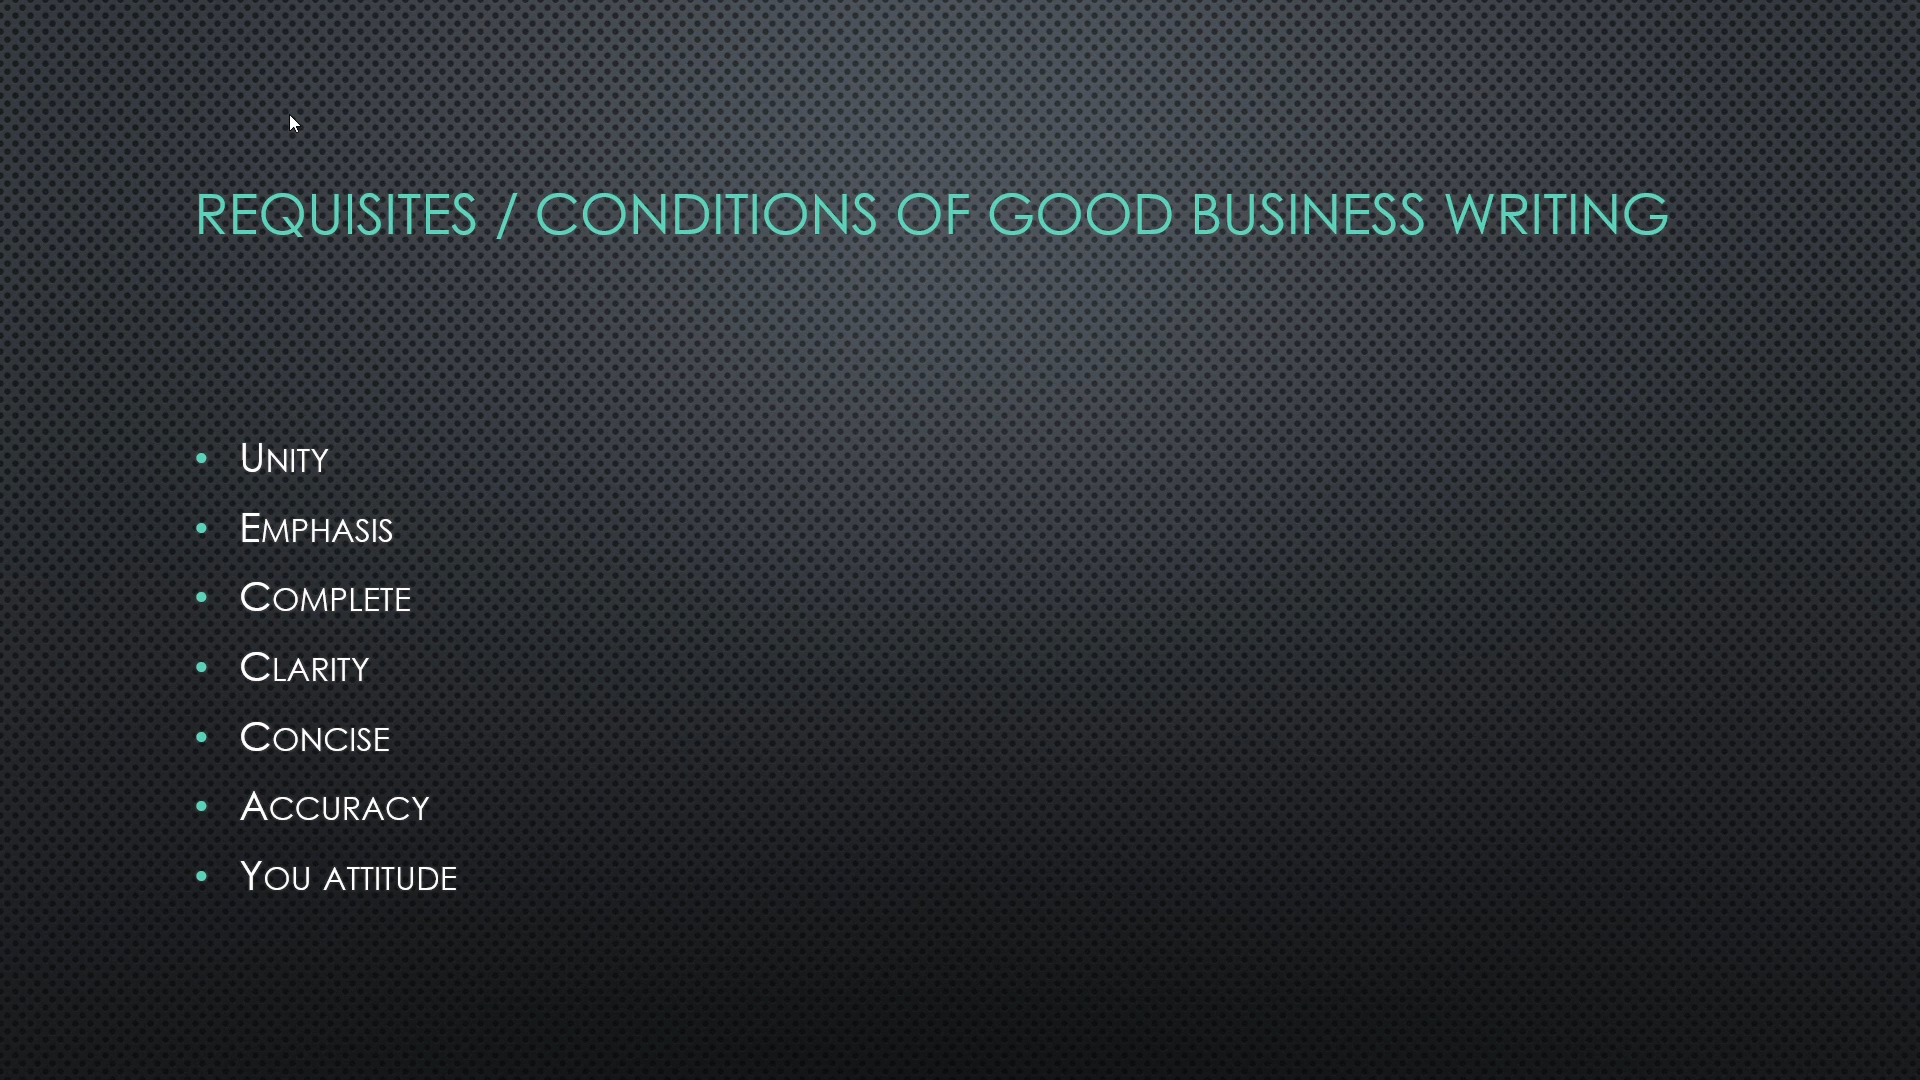 REQUISITES / CONDITIONS OF GOOD BUSINESS WRITING
• UNITY
• EMPHASIS
• COMPLETE
• CLARITY
• CONCISE
• ACCURACY
• YOU ATTITUDE